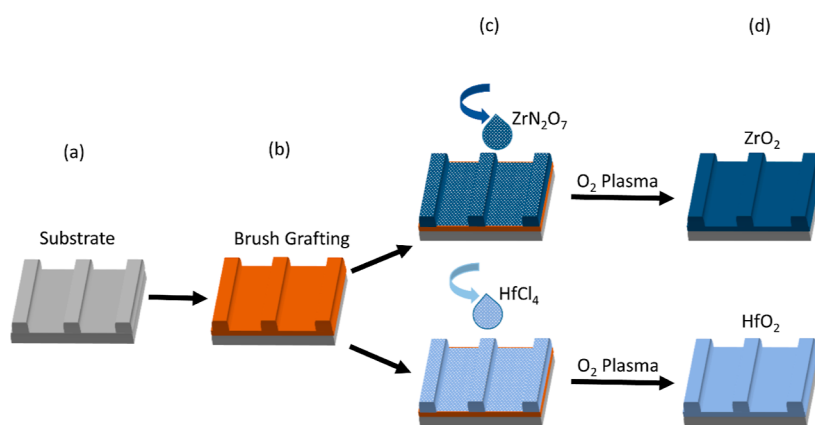 (a)
(b)
(c)
(d)
Substrate
Brush Grafting
ZrN₂O₇
O₂ Plasma
ZrO₂
HfCl₄
O₂ Plasma
HfO₂